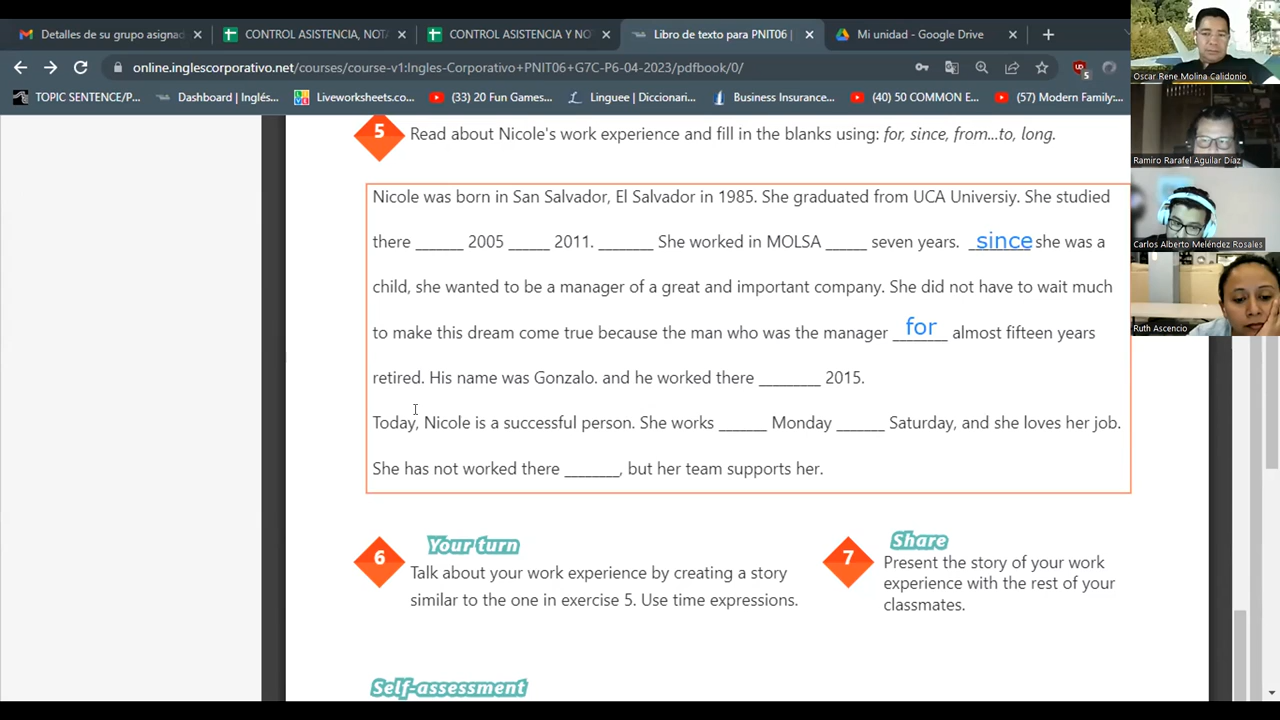 Detalles de su grupo asignad
CONTROL ASISTENCIA, NOTA
CONTROL ASISTENCIA Y NO
Libro de texto para PNIT06 |
Mi unidad - Google Drive
online.inglescorporativo.net/courses/course-v1:Ingles-Corporativo+PNIT06+G7C-P6-04-2023/pdfbook/0/
TOPIC SENTENCE/P...
Dashboard | Inglés...
Liveworksheets.co...
(33) Zutto Game -...
Linguee | Diccionari...
Business Insurance...
(40) 50 COMMON E...
(57) Modern Family:...
Oscar Rene Molina Calidonio
Ramiro Rarafel Aguilar Díaz
Carlos Alberto Meléndez Rosales
Ruth Ascencio
5 Read about Nicole's work experience and fill in the blanks using: for, since, from...to, long.
Nicole was born in San Salvador, El Salvador in 1985. She graduated from UCA Universiy. She studied
there _______ 2005 ______ 2011. ________ She worked in MOLSA ______ seven years. since she was a
child, she wanted to be a manager of a great and important company. She did not have to wait much
to make this dream come true because the man who was the manager for almost fifteen years
retired. His name was Gonzalo. and he worked there _________ 2015.
Today, Nicole is a successful person. She works _______ Monday _______ Saturday, and she loves her job.
She has not worked there ________, but her team supports her.
6 Your turn
Talk about your work experience by creating a story
similar to the one in exercise 5. Use time expressions.
7 Share
Present the story of your work
experience with the rest of your
classmates.
Self-assessment